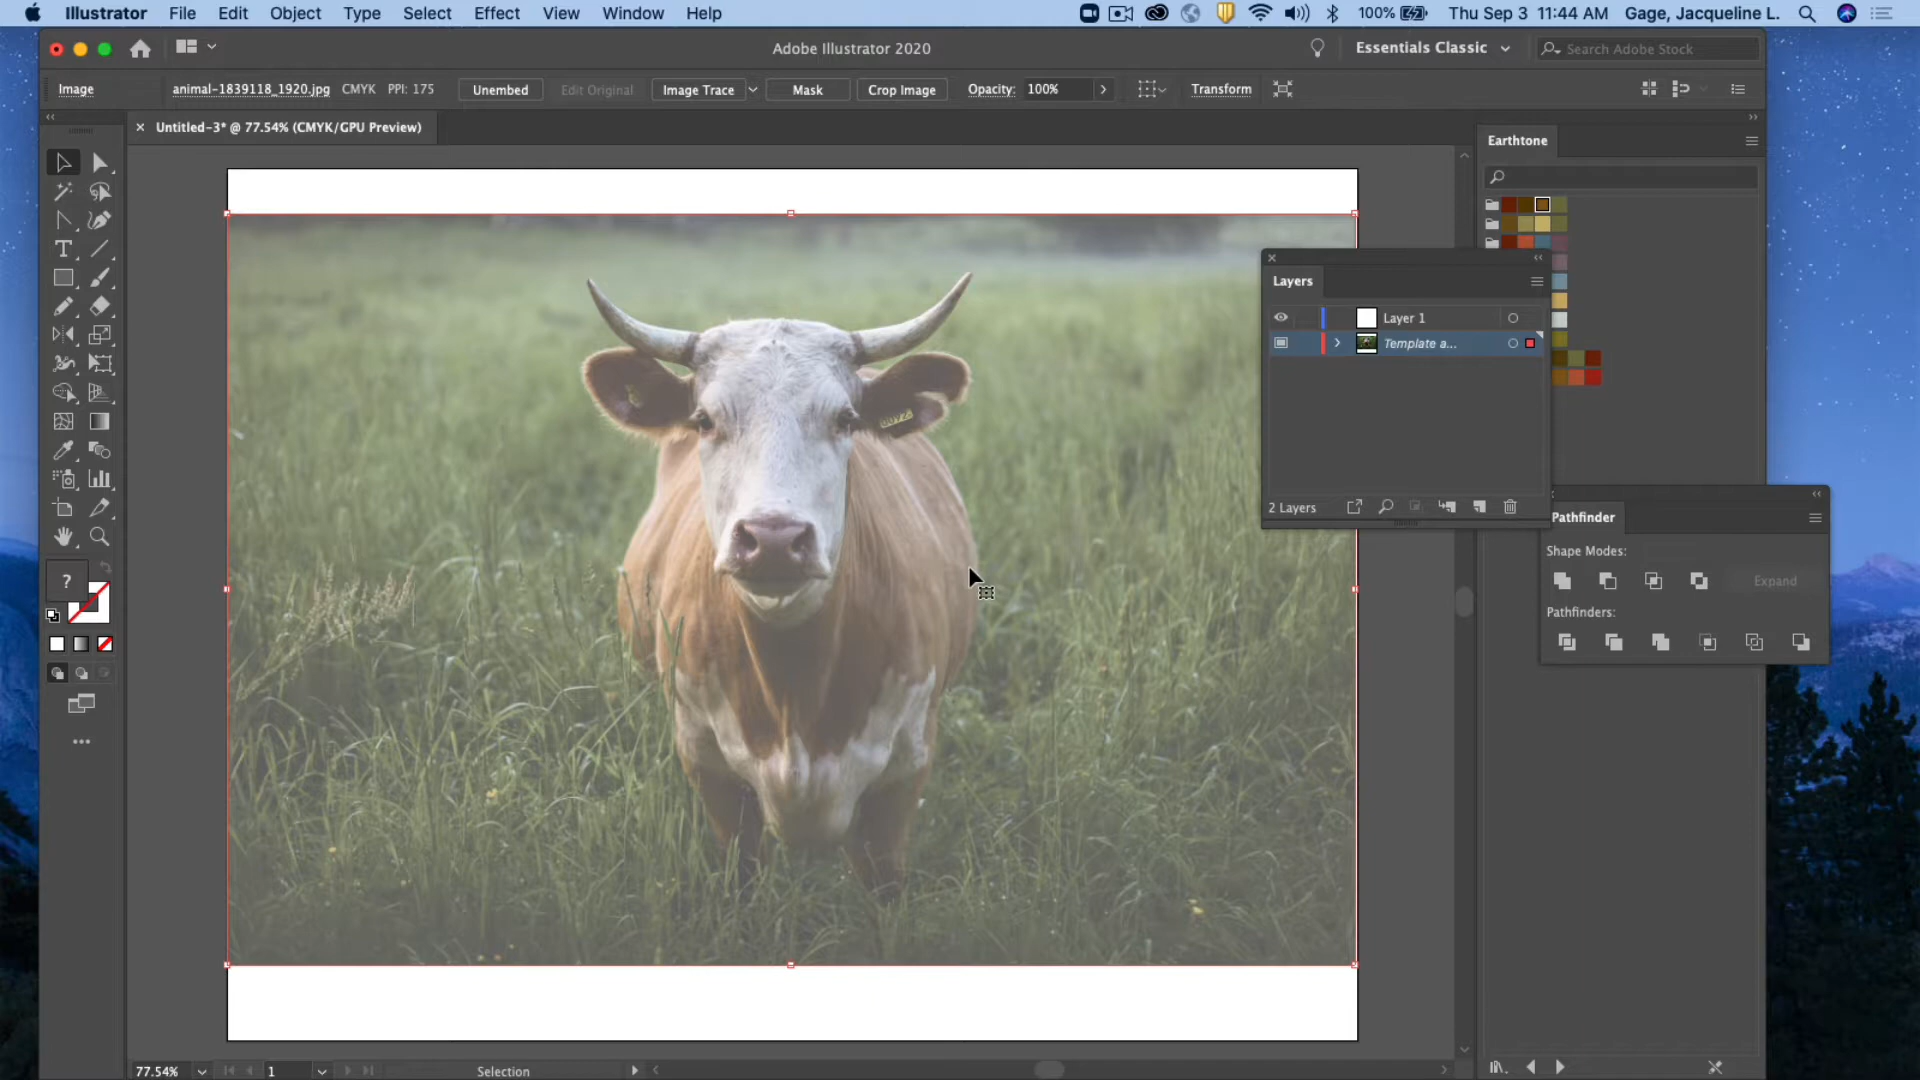 Illustrator File Edit Object Type Select Effect View Window Help 100% Thu Sep 3 11:44 AM Gage, Jacqueline L.
Adobe Illustrator 2020 Essentials Classic Search Adobe Stock
Image animal-1839118_1920.jpg CMYK PPI: 175 Unembed Edit Original Image Trace Mask Crop Image Opacity: 100% Transform
Untitled-3* @ 77.54% (CMYK/GPU Preview)
Earthtone
Layers
Layer 1
Template a...
2 Layers
Pathfinder
Shape Modes:
Expand
Pathfinders:
?
77.54% 1 Selection